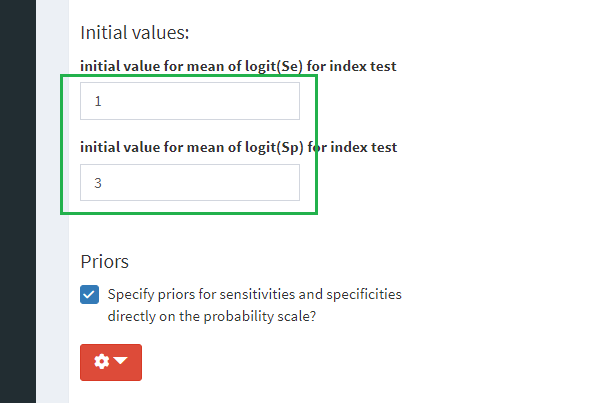 Initial values:
initial value for mean of logit(Se) for index test
1
initial value for mean of logit(Sp) for index test
3
Priors
Specify priors for sensitivities and specificities
directly on the probability scale?